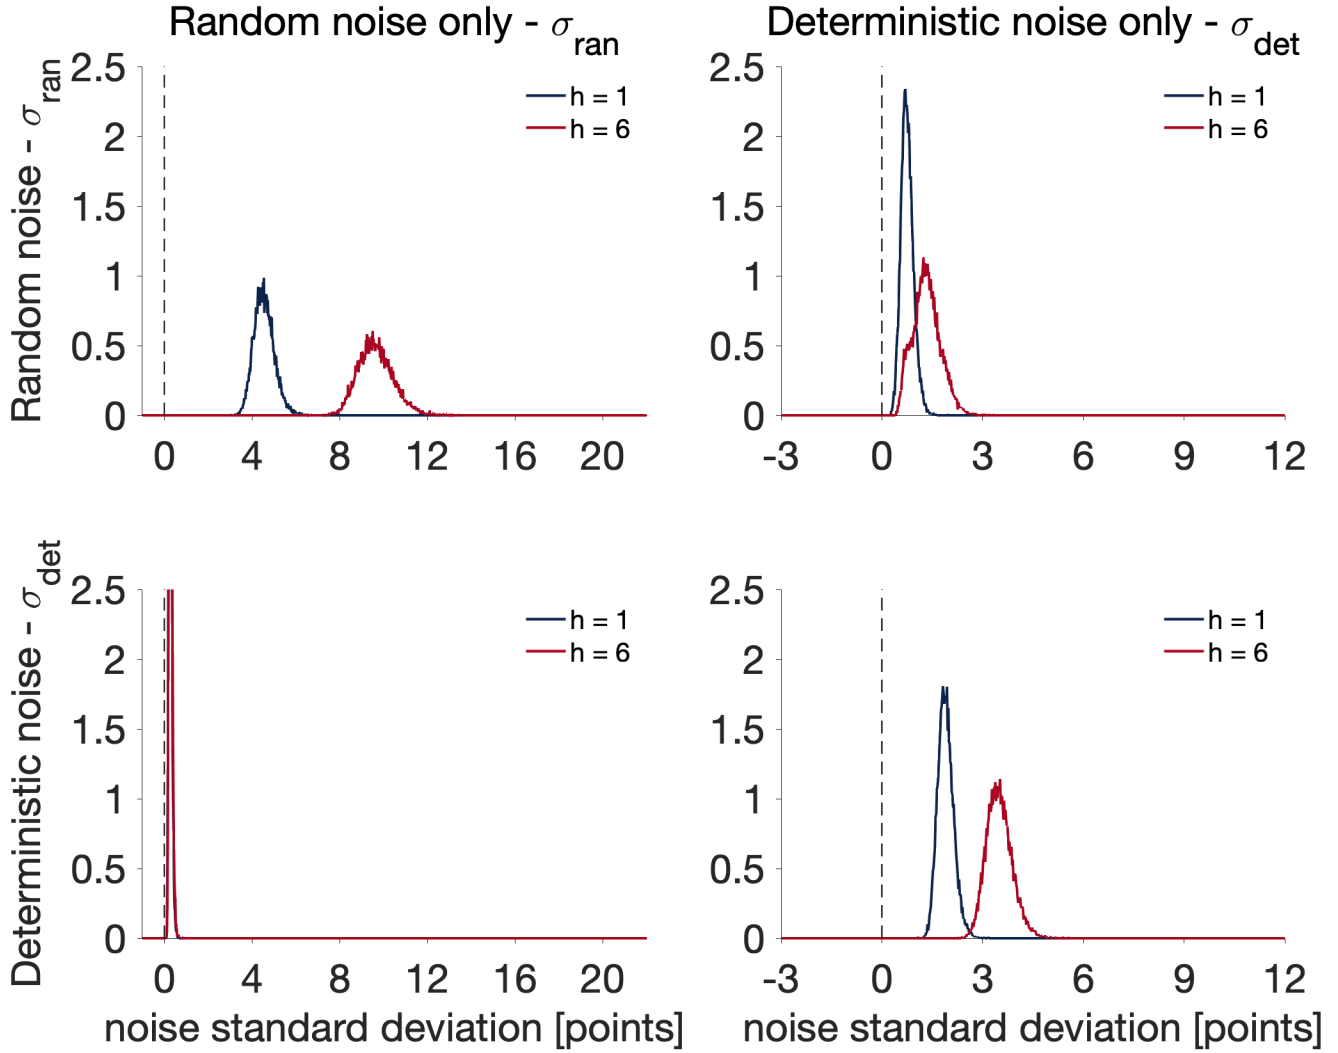 Random noise only - σran
Deterministic noise only - σdet
Random noise - σran
2.5
2
1.5
1
0.5
0
0 4 8 12 16 20
h = 1
h = 6
2.5
2
1.5
1
0.5
0
-3 0 3 6 9 12
h = 1
h = 6
Deterministic noise - σdet
2.5
2
1.5
1
0.5
0
0 4 8 12 16 20
h = 1
h = 6
noise standard deviation [points]
2.5
2
1.5
1
0.5
0
-3 0 3 6 9 12
h = 1
h = 6
noise standard deviation [points]